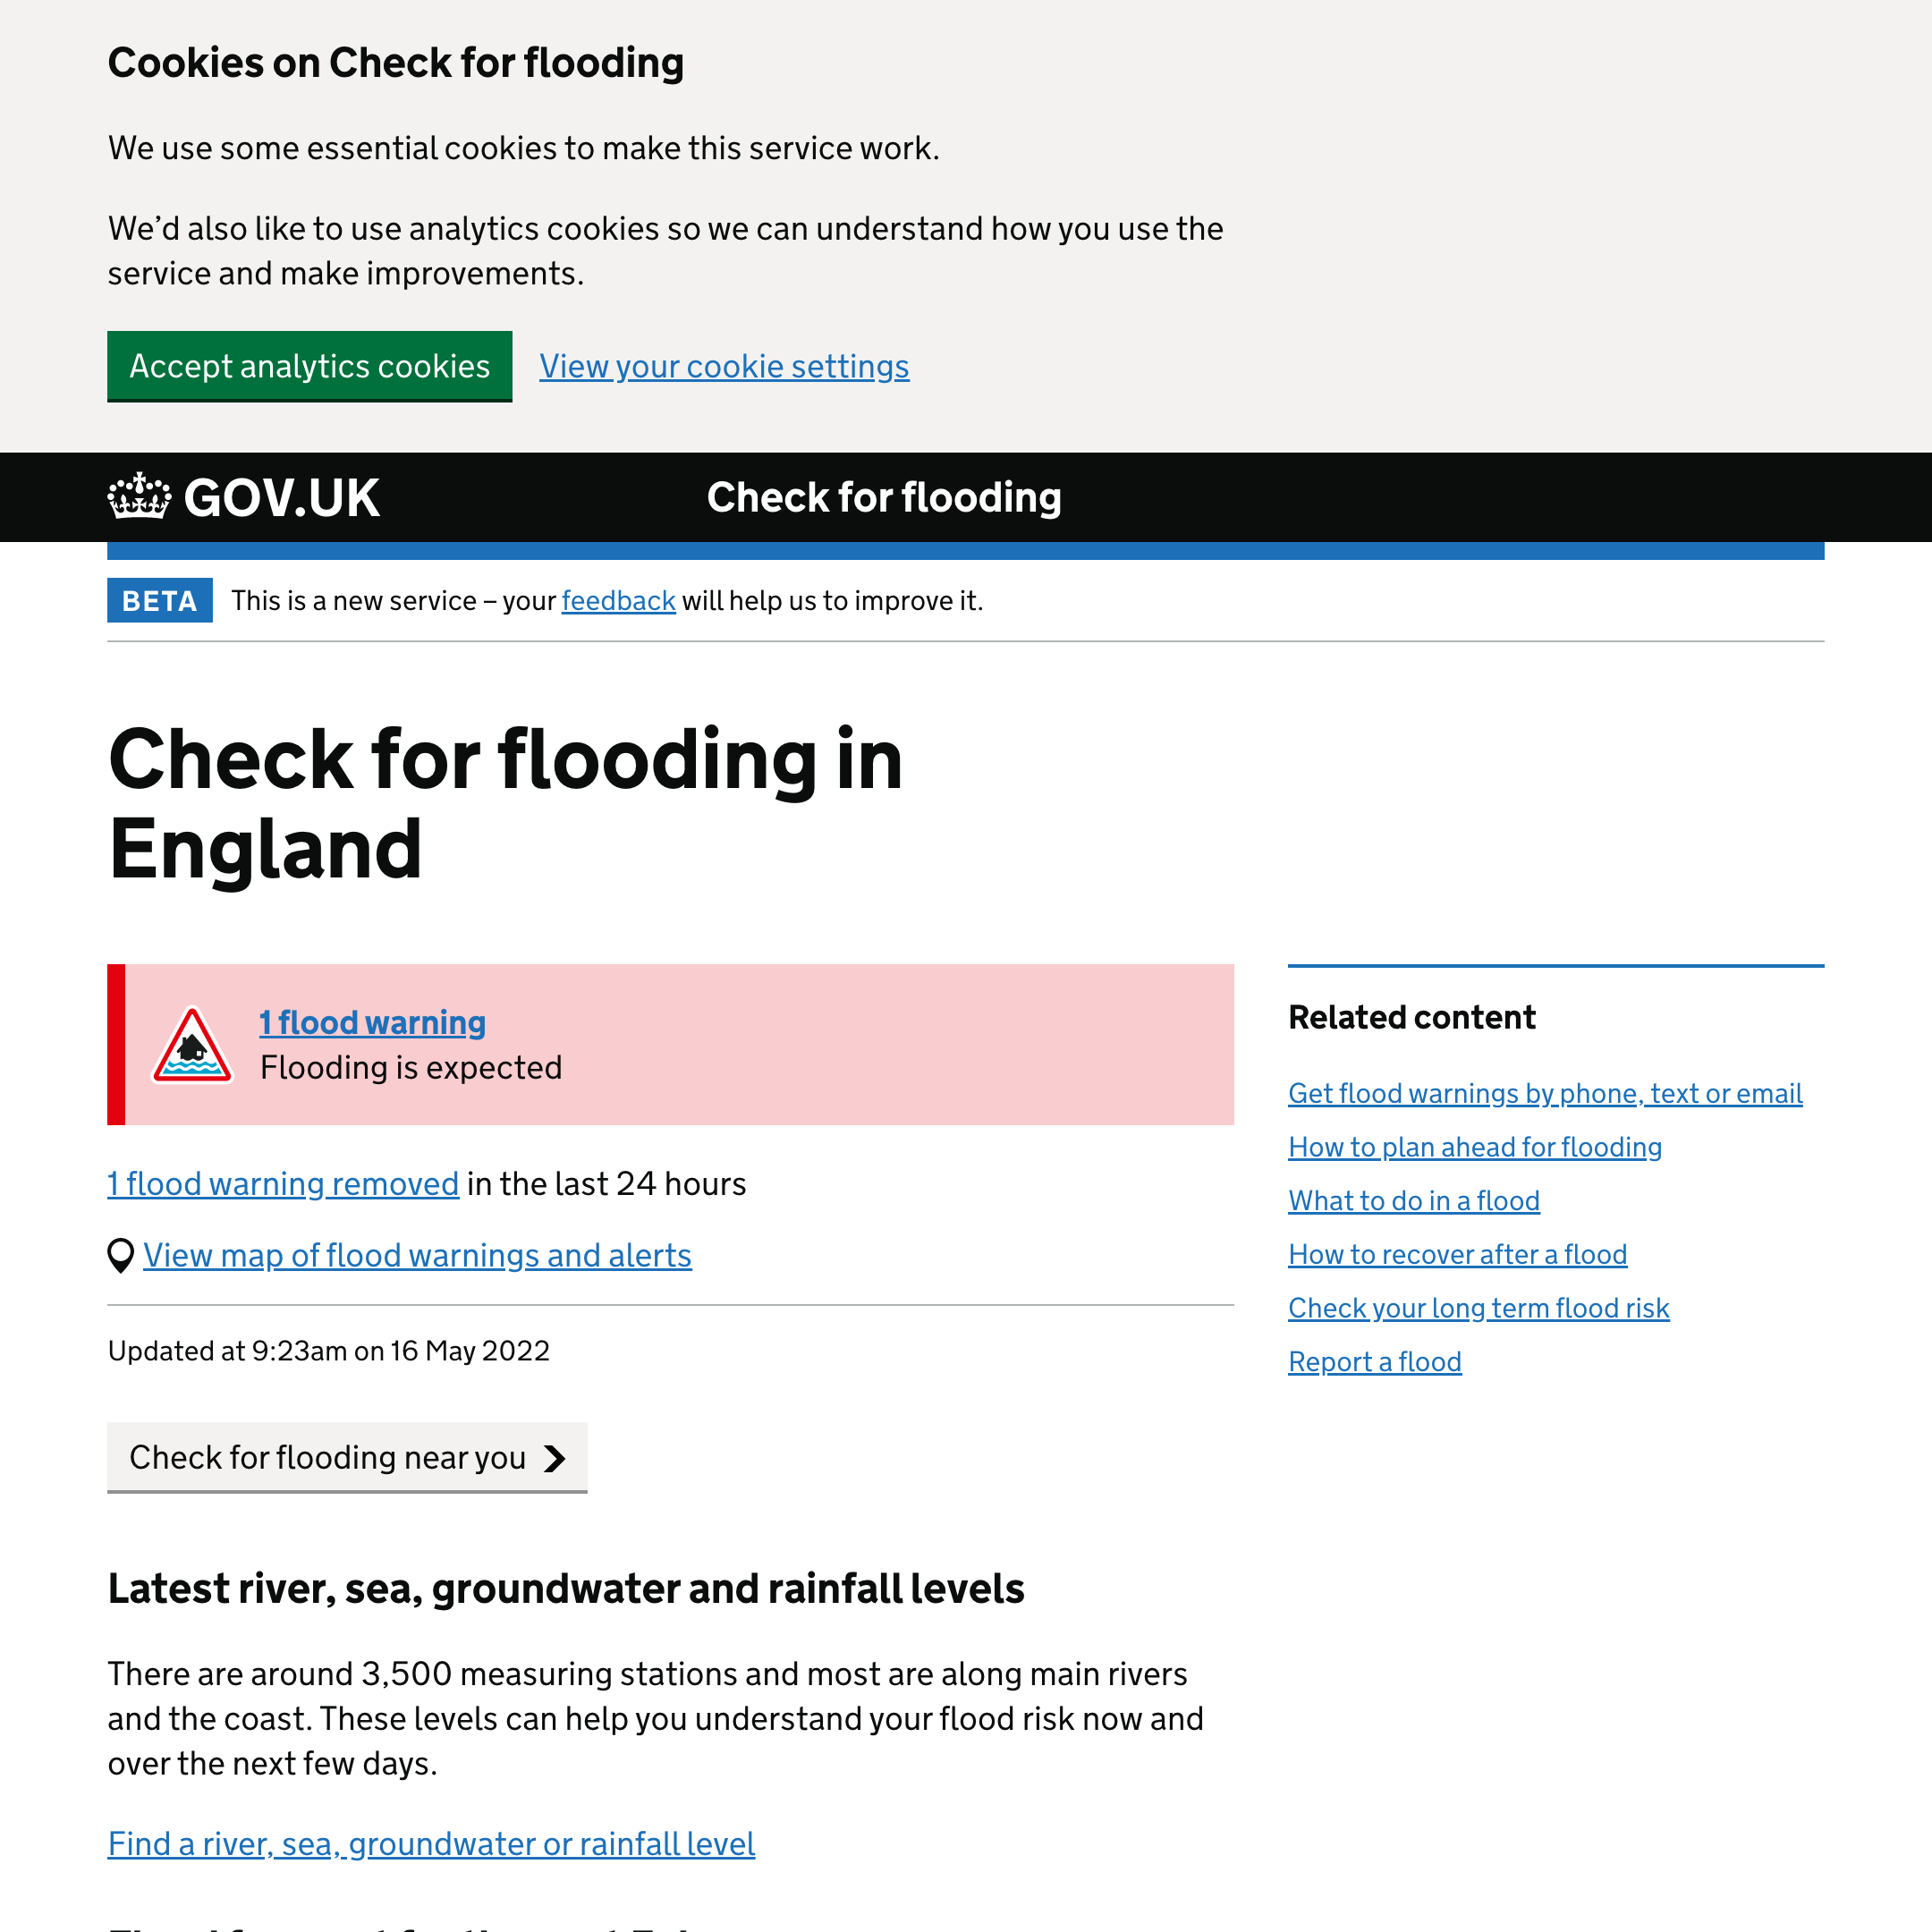 Cookies on Check for flooding
We use some essential cookies to make this service work.
We’d also like to use analytics cookies so we can understand how you use the
service and make improvements.
Accept analytics cookies View your cookie settings
GOV.UK Check for flooding
BETA This is a new service – your feedback will help us to improve it.
Check for flooding in
England
1 flood warning
Flooding is expected
1 flood warning removed in the last 24 hours
View map of flood warnings and alerts
Updated at 9:23am on 16 May 2022
Check for flooding near you
Related content
Get flood warnings by phone, text or email
How to plan ahead for flooding
What to do in a flood
How to recover after a flood
Check your long term flood risk
Report a flood
Latest river, sea, groundwater and rainfall levels
There are around 3,500 measuring stations and most are along main rivers
and the coast. These levels can help you understand your flood risk now and
over the next few days.
Find a river, sea, groundwater or rainfall level